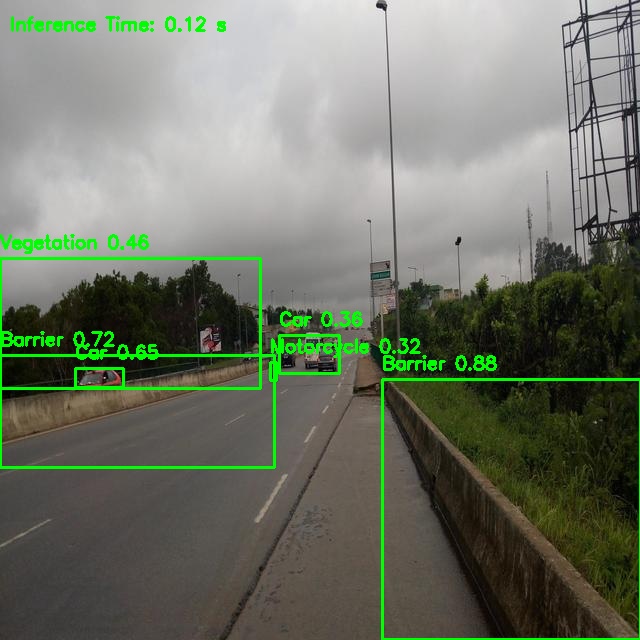 Inference Time: 0.12 s
Vegetation 0.46
Car 0.36
Barrier 0.72
Car 0.65
Motorcycle 0.32
Barrier 0.88